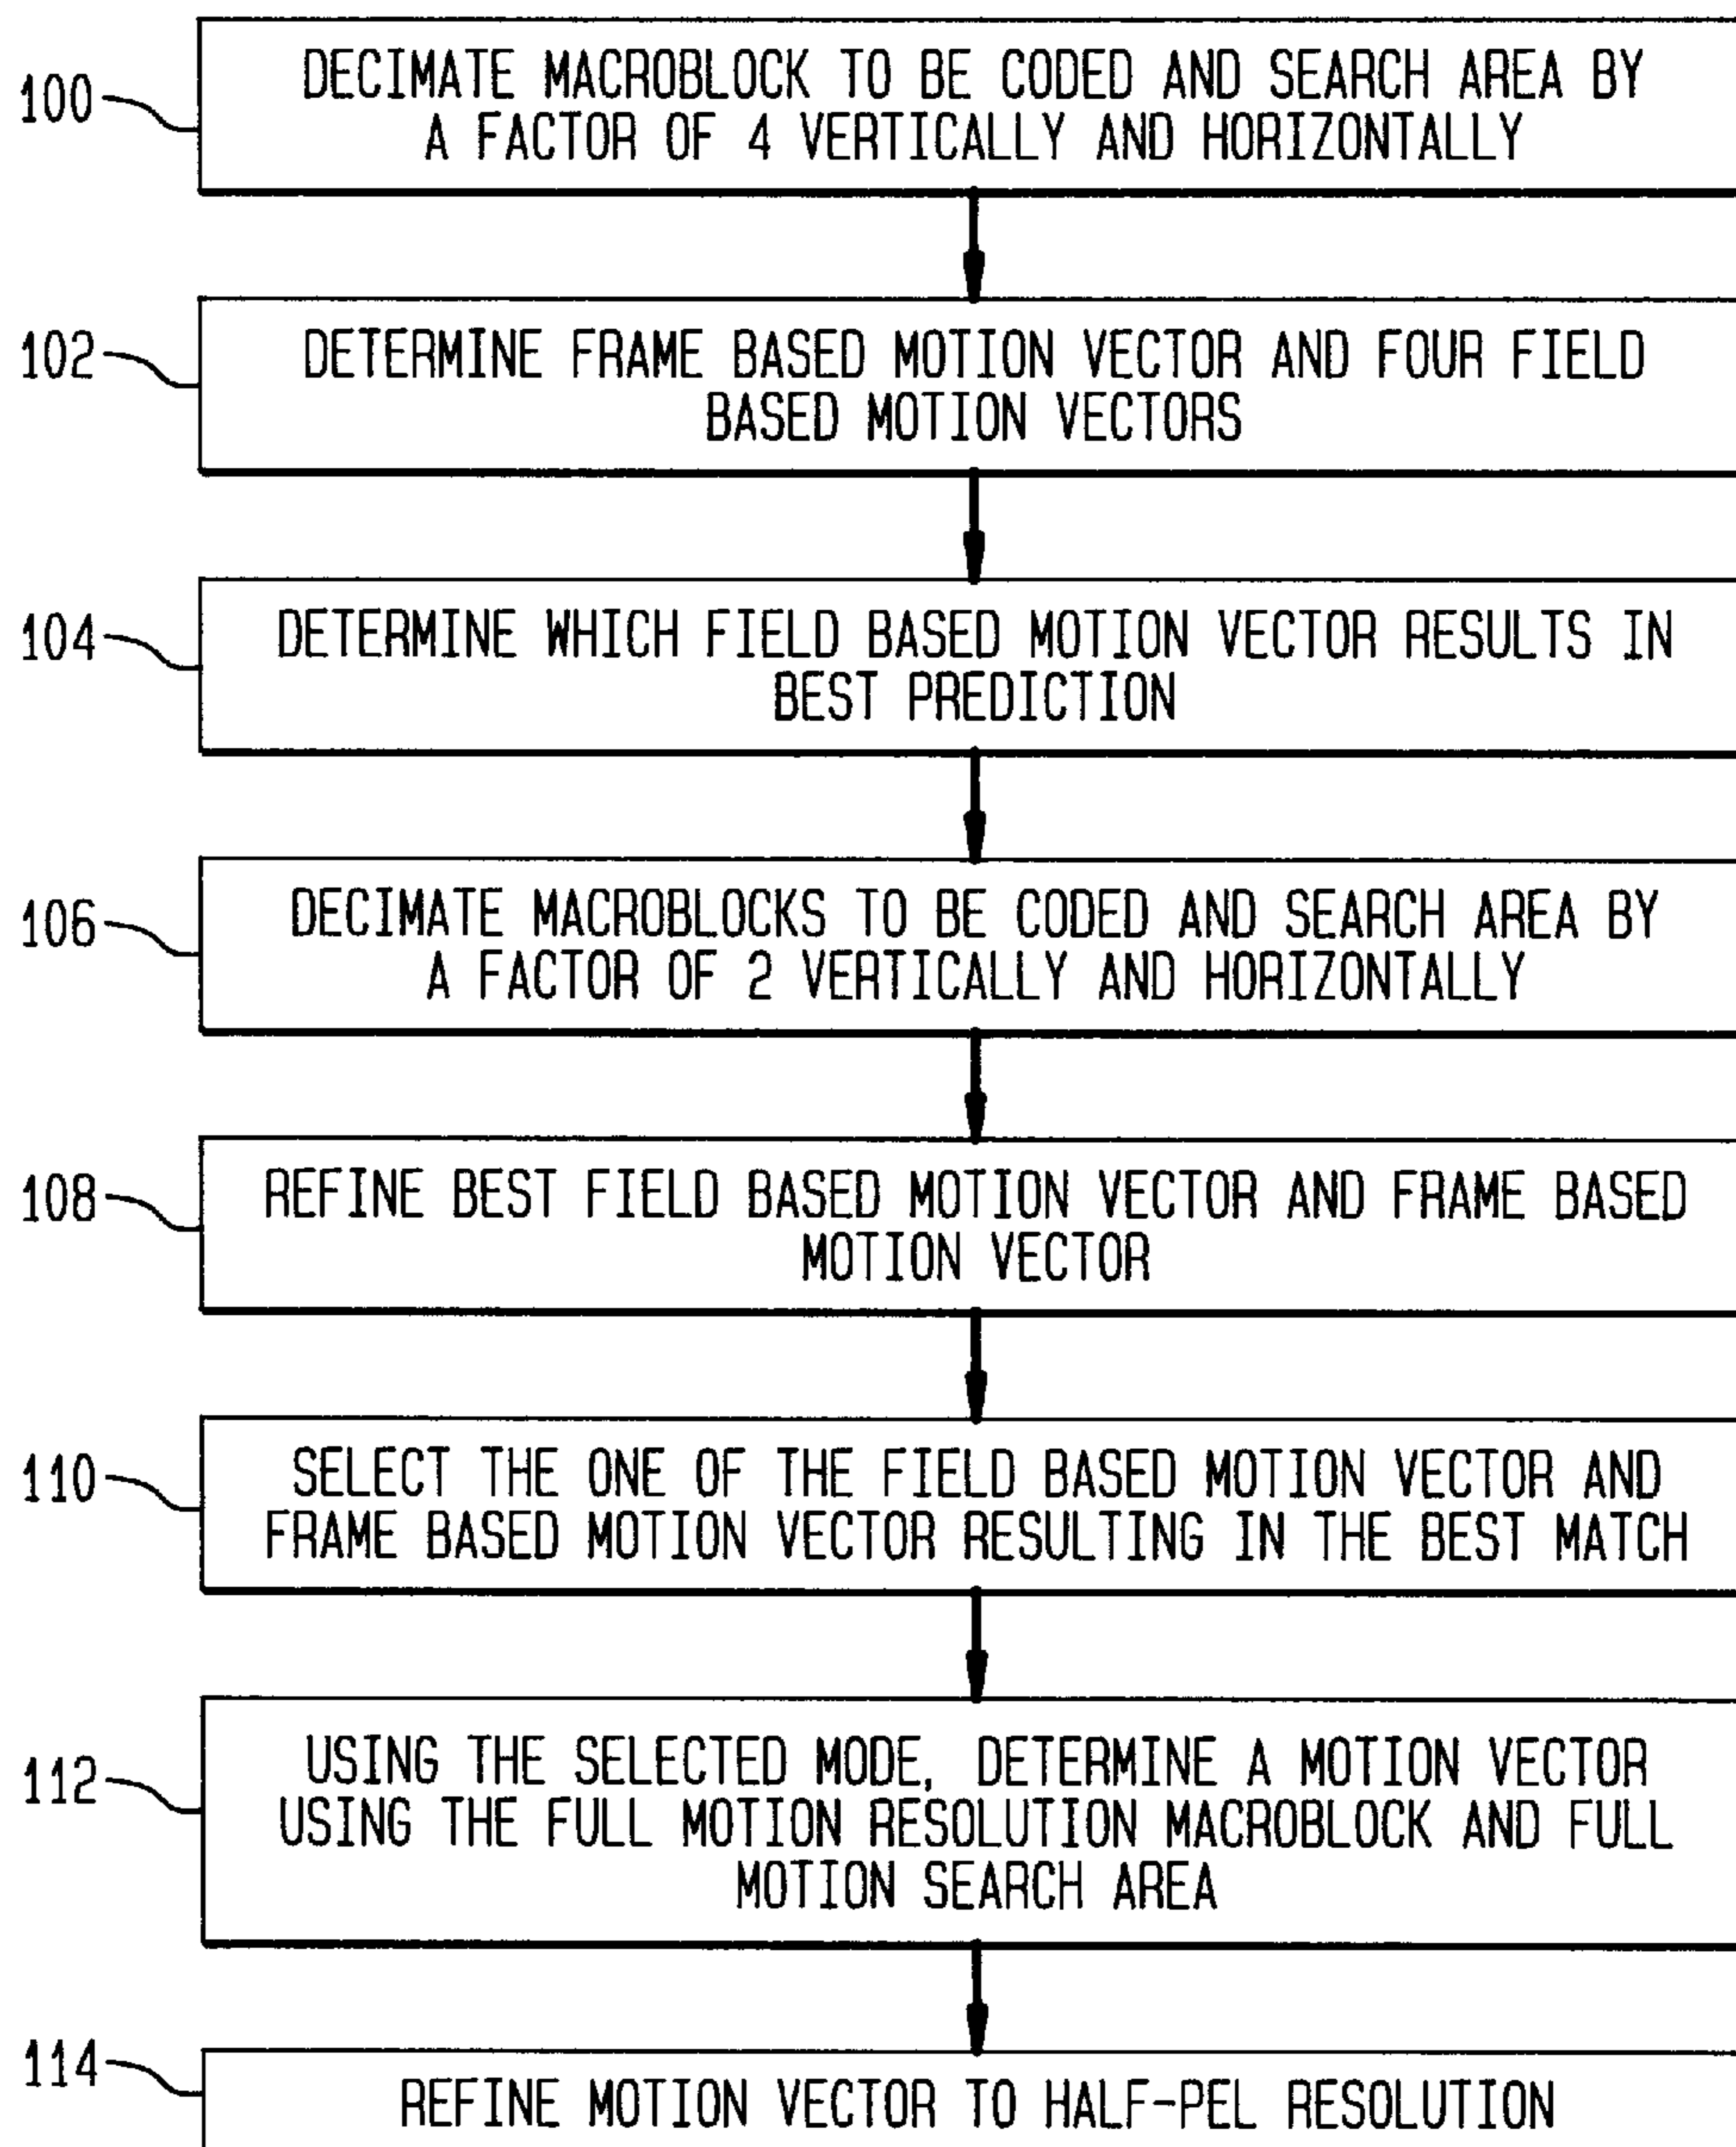 100
DECIMATE MACROBLOCK TO BE CODED AND SEARCH AREA BY
A FACTOR OF 4 VERTICALLY AND HORIZONTALLY
102
DETERMINE FRAME BASED MOTION VECTOR AND FOUR FIELD
BASED MOTION VECTORS
104
DETERMINE WHICH FIELD BASED MOTION VECTOR RESULTS IN
BEST PREDICTION
106
DECIMATE MACROBLOCKS TO BE CODED AND SEARCH AREA BY
A FACTOR OF 2 VERTICALLY AND HORIZONTALLY
108
REFINE BEST FIELD BASED MOTION VECTOR AND FRAME BASED
MOTION VECTOR
110
SELECT THE ONE OF THE FIELD BASED MOTION VECTOR AND
FRAME BASED MOTION VECTOR RESULTING IN THE BEST MATCH
112
USING THE SELECTED MODE, DETERMINE A MOTION VECTOR
USING THE FULL MOTION RESOLUTION MACROBLOCK AND FULL
MOTION SEARCH AREA
114
REFINE MOTION VECTOR TO HALF-PEL RESOLUTION